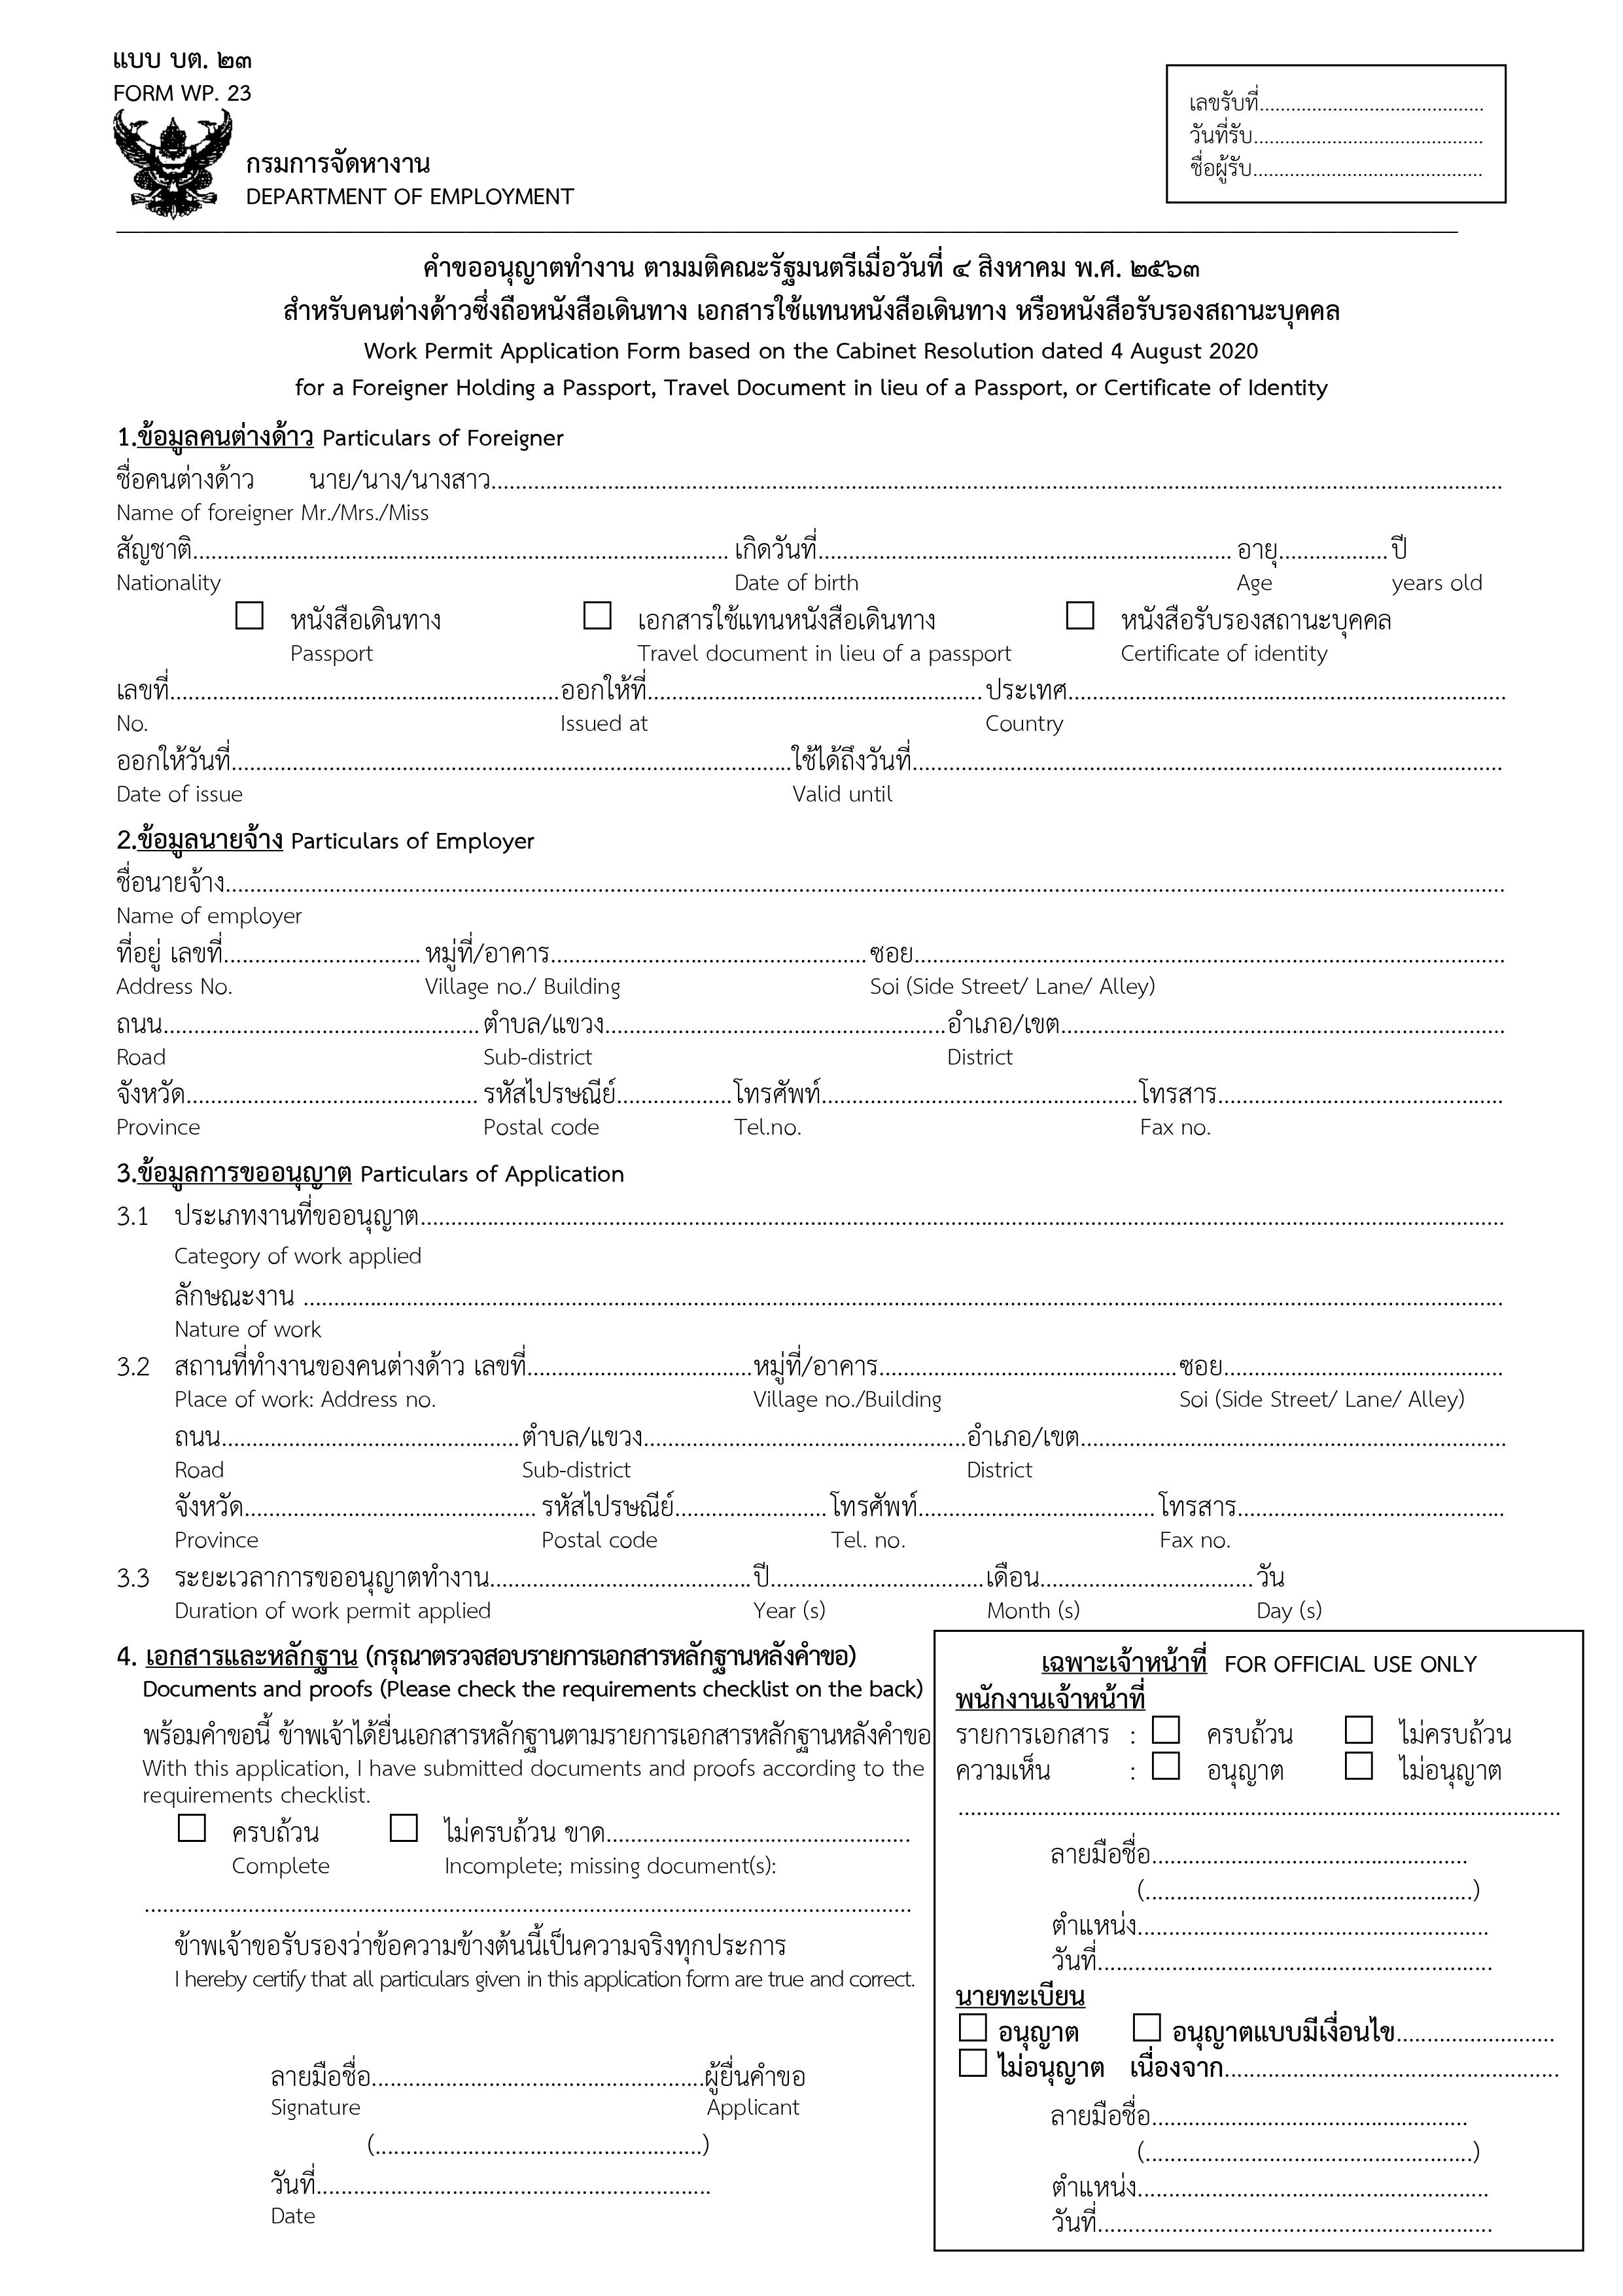 แบบ บต. ๒๓
FORM WP. 23
กรมการจัดหางาน
DEPARTMENT OF EMPLOYMENT
เลขรับที่............................................
วันที่รับ............................................
ชื่อผู้รับ............................................
คำขออนุญาตทำงาน ตามมติคณะรัฐมนตรีเมื่อวันที่ ๔ สิงหาคม พ.ศ. ๒๕๖๓
สำหรับคนต่างด้าวซึ่งถือหนังสือเดินทาง เอกสารใช้แทนหนังสือเดินทาง หรือหนังสือรับรองสถานะบุคคล
Work Permit Application Form based on the Cabinet Resolution dated 4 August 2020
for a Foreigner Holding a Passport, Travel Document in lieu of a Passport, or Certificate of Identity
1.ข้อมูลคนต่างด้าว Particulars of Foreigner
ชื่อคนต่างด้าว นาย/นาง/นางสาว............................................
Name of foreigner Mr./Mrs./Miss
สัญชาติ.............................. เกิดวันที่.............................. อายุ..................ปี
Nationality Date of birth Age years old
☐ หนังสือเดินทาง ☐ เอกสารใช้แทนหนังสือเดินทาง ☐ หนังสือรับรองสถานะบุคคล
Passport Travel document in lieu of a passport Certificate of identity
เลขที่..............................ออกให้ที่..............................ประเทศ..............................
No. Issued at Country
ออกให้วันที่..............................ใช้ได้ถึงวันที่..............................
Date of issue Valid until
2.ข้อมูลนายจ้าง Particulars of Employer
ชื่อนายจ้าง............................................
Name of employer
ที่อยู่ เลขที่..............................หมู่ที่/อาคาร..............................ซอย..............................
Address No. Village no./ Building Soi (Side Street/ Lane/ Alley)
ถนน..............................ตำบล/แขวง..............................อำเภอ/เขต..............................
Road Sub-district District
จังหวัด..............................รหัสไปรษณีย์...................โทรศัพท์..............................โทรสาร..............................
Province Postal code Tel.no. Fax no.
3.ข้อมูลการขออนุญาต Particulars of Application
3.1 ประเภทงานที่ขออนุญาต............................................
Category of work applied
ลักษณะงาน ............................................
Nature of work
3.2 สถานที่ทำงานของคนต่างด้าว เลขที่..............................หมู่ที่/อาคาร..............................ซอย..............................
Place of work: Address no. Village no./Building Soi (Side Street/ Lane/ Alley)
ถนน..............................ตำบล/แขวง..............................อำเภอ/เขต..............................
Road Sub-district District
จังหวัด..............................รหัสไปรษณีย์...................โทรศัพท์..............................โทรสาร..............................
Province Postal code Tel. no. Fax no.
3.3 ระยะเวลาการขออนุญาตทำงาน..............................ปี..............................เดือน..............................วัน
Duration of work permit applied Year (s) Month (s) Day (s)
4. เอกสารและหลักฐาน (กรุณาตรวจสอบรายการเอกสารหลักฐานหลังคำขอ)
Documents and proofs (Please check the requirements checklist on the back)
พร้อมคำขอนี้ ข้าพเจ้าได้ยื่นเอกสารหลักฐานตามรายการเอกสารหลักฐานหลังคำขอ
With this application, I have submitted documents and proofs according to the
requirements checklist.
☐ ครบถ้วน ☐ ไม่ครบถ้วน ขาด............................................
Complete Incomplete; missing document(s):
............................................
ข้าพเจ้าขอรับรองว่าข้อความข้างต้นนี้เป็นความจริงทุกประการ
I hereby certify that all particulars given in this application form are true and correct.
ลายมือชื่อ............................................ผู้ยื่นคำขอ
Signature Applicant
(............................................)
วันที่............................................
Date
เฉพาะเจ้าหน้าที่ FOR OFFICIAL USE ONLY
พนักงานเจ้าหน้าที่
รายการเอกสาร : ☐ ครบถ้วน ☐ ไม่ครบถ้วน
ความเห็น : ☐ อนุญาต ☐ ไม่อนุญาต
............................................
ลายมือชื่อ............................................
(............................................)
ตำแหน่ง............................................
วันที่............................................
นายทะเบียน
☐ อนุญาต ☐ อนุญาตแบบมีเงื่อนไข..............................
☐ ไม่อนุญาต เนื่องจาก............................................
ลายมือชื่อ............................................
(............................................)
ตำแหน่ง............................................
วันที่............................................